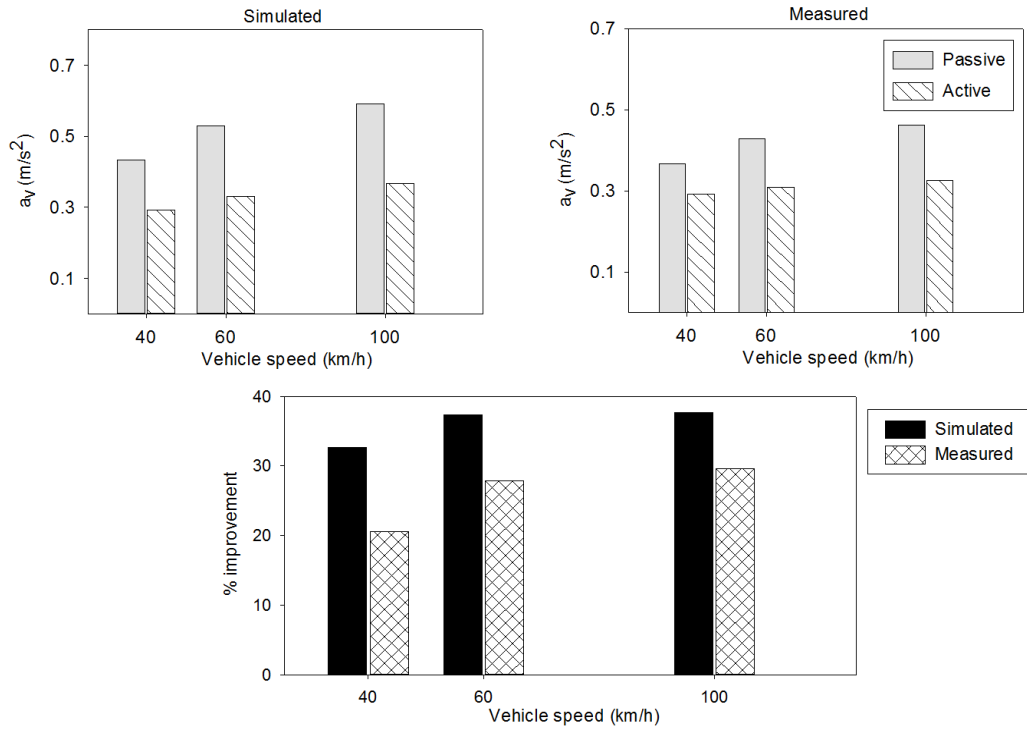 Simulated
0.7
0.5
0.3
0.1
a_v (m/s²)
40 60 100
Vehicle speed (km/h)
Measured
0.7
0.5
0.3
0.1
a_v (m/s²)
Passive
Active
40 60 100
Vehicle speed (km/h)
40
30
20
10
0
% improvement
Simulated
Measured
40 60 100
Vehicle speed (km/h)